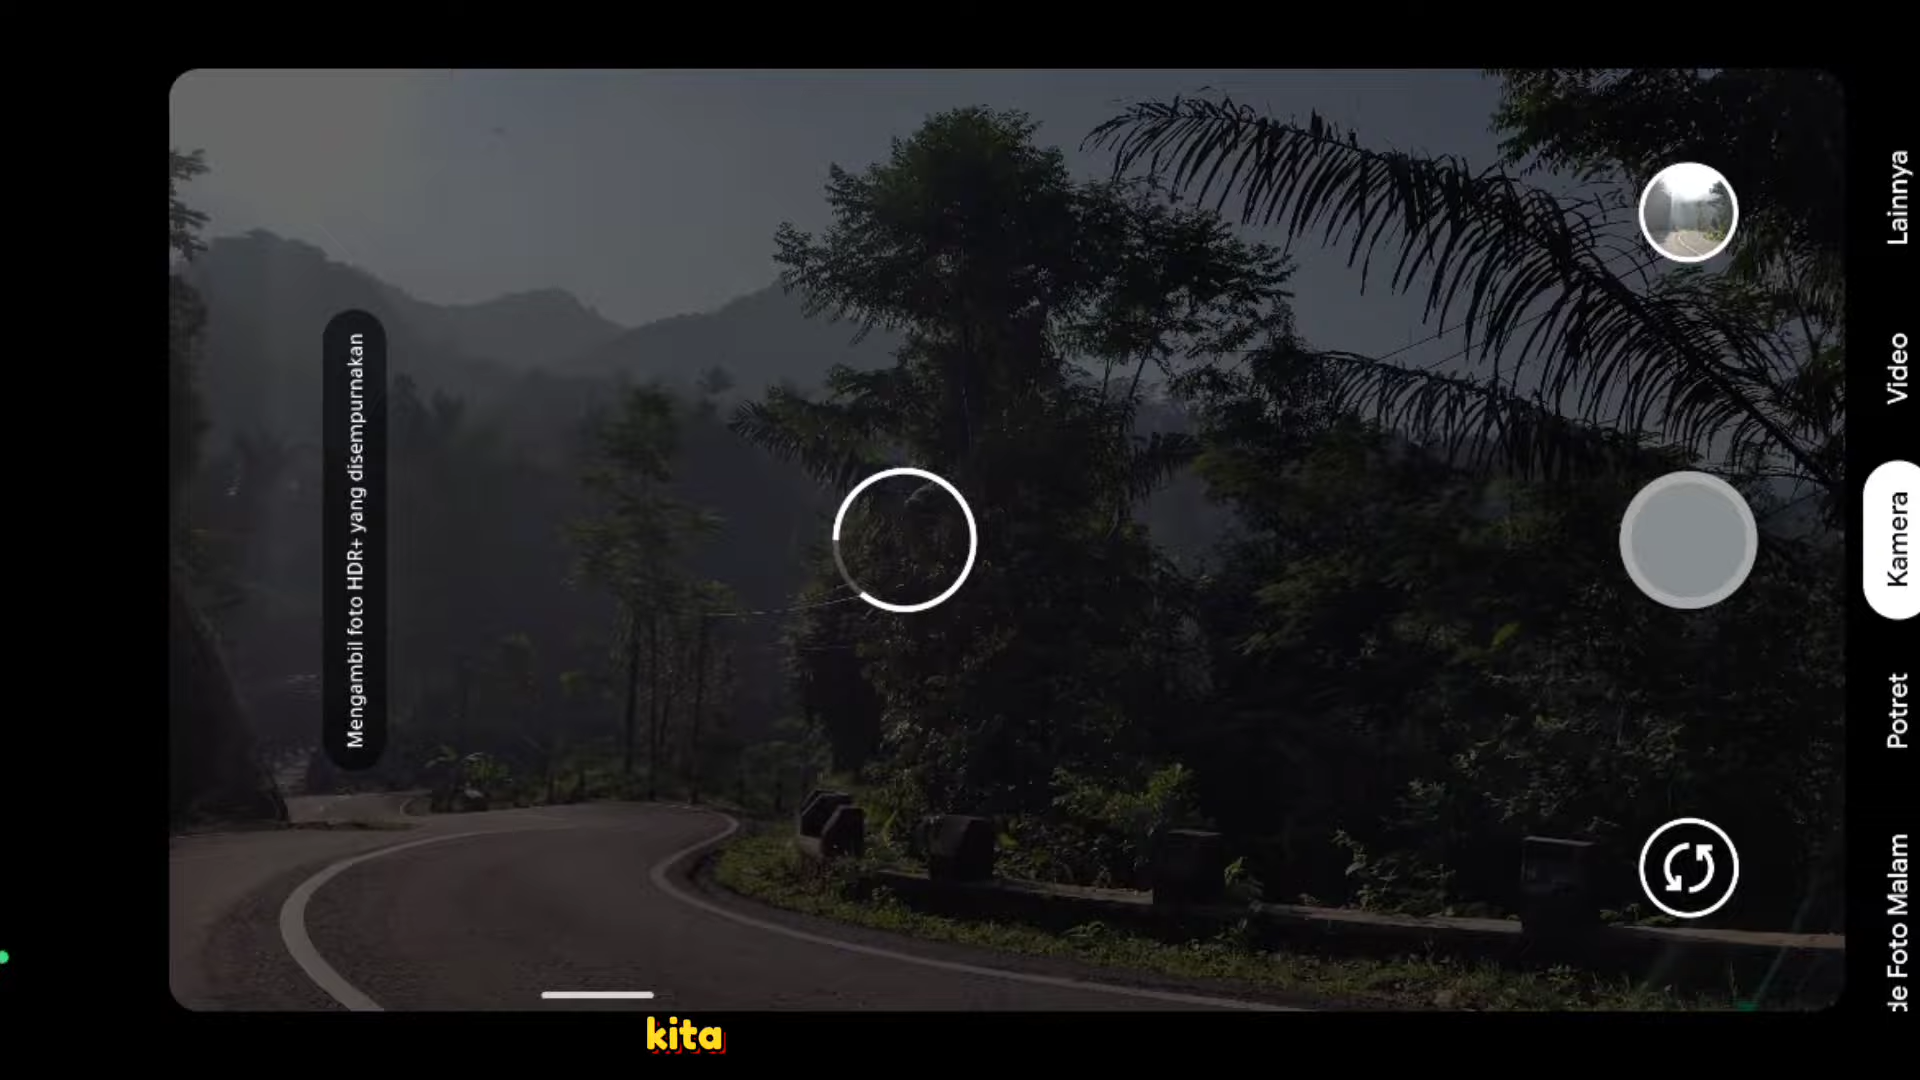 Mengambil foto HDR+ yang disempurnakan
Lainnya
Video
Kamera
Potret
de Foto Malam
kita